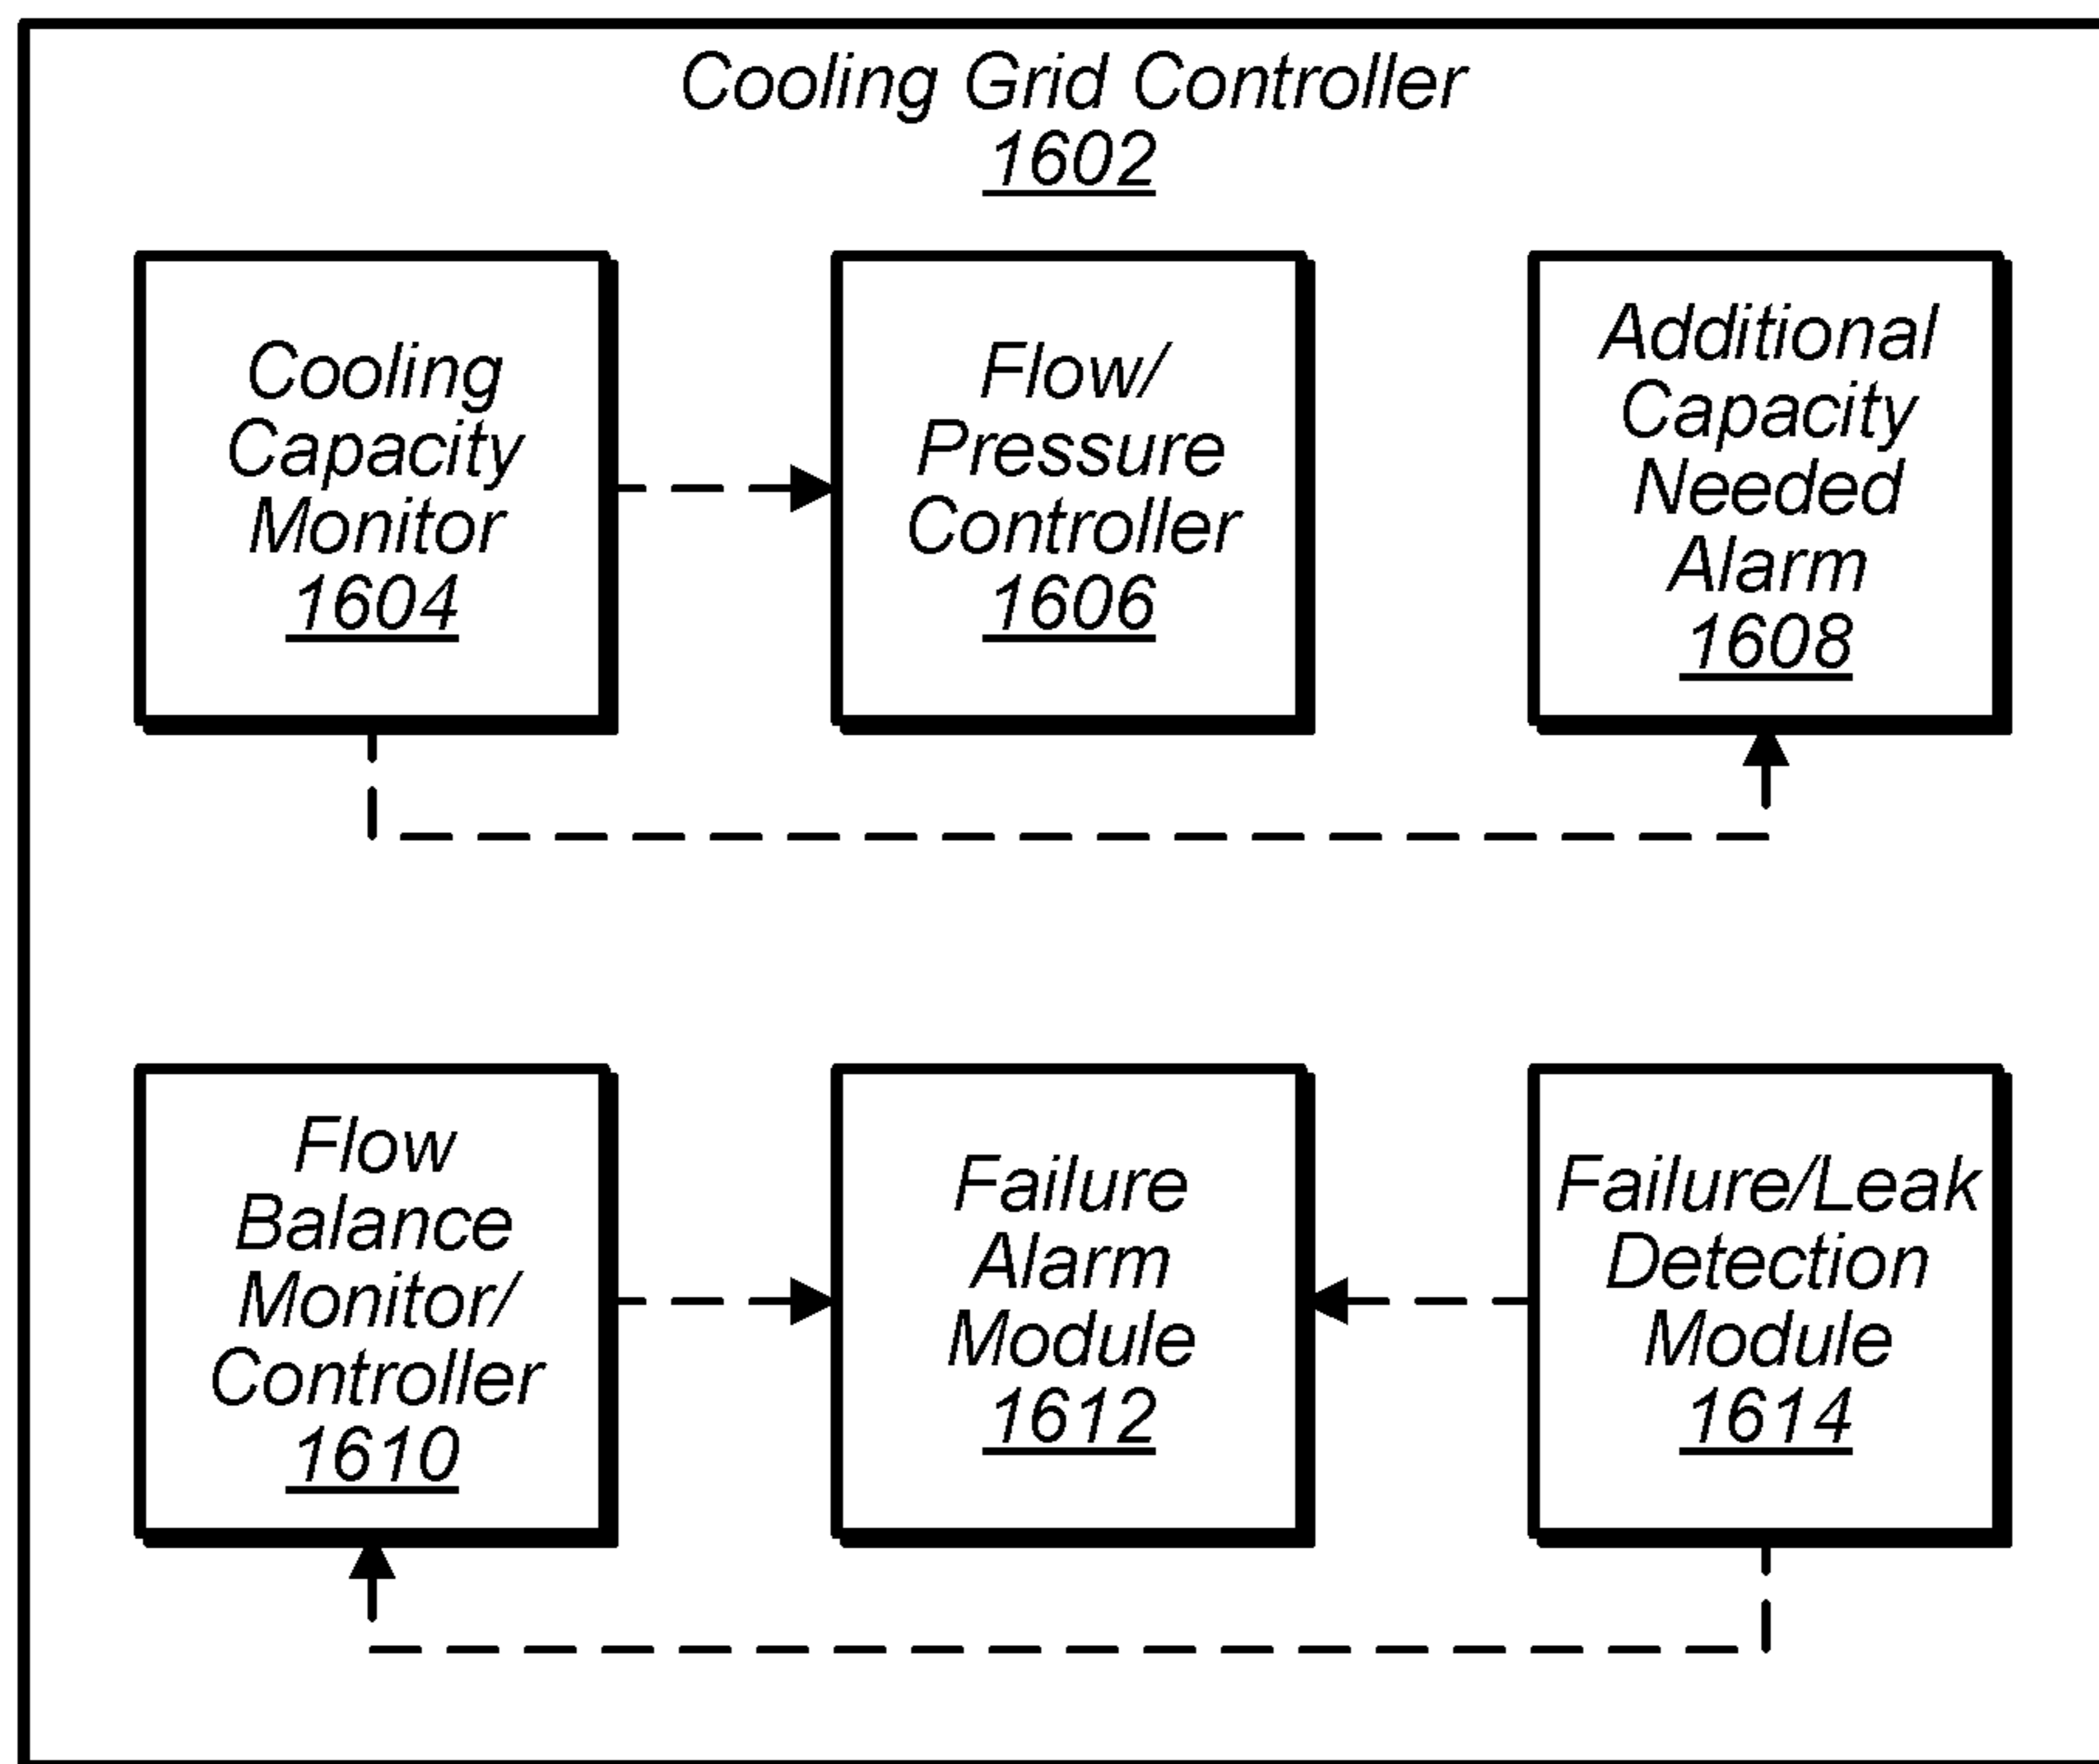 Cooling Grid Controller
1602
Cooling
Capacity
Monitor
1604
Flow/
Pressure
Controller
1606
Additional
Capacity
Needed
Alarm
1608
Flow
Balance
Monitor/
Controller
1610
Failure
Alarm
Module
1612
Failure/Leak
Detection
Module
1614